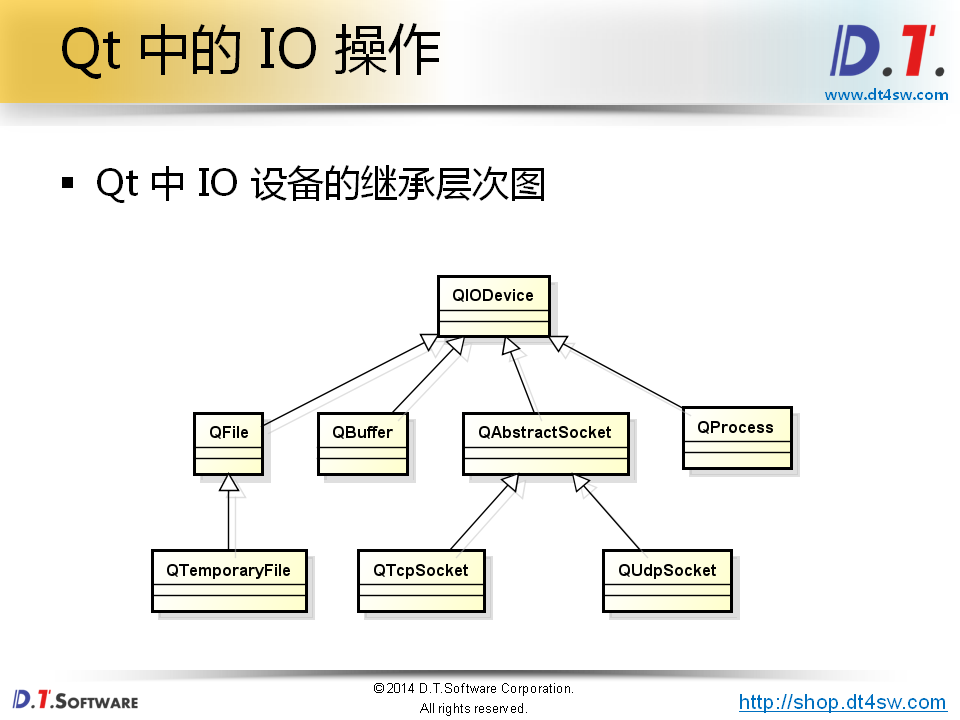 Qt 中的 IO 操作
D.T.
www.dt4sw.com
▪ Qt 中 IO 设备的继承层次图
QIODevice
QFile
QBuffer
QAbstractSocket
QProcess
QTemporaryFile
QTcpSocket
QUdpSocket
D.T.SOFTWARE
©2014 D.T.Software Corporation.
All rights reserved.
http://shop.dt4sw.com